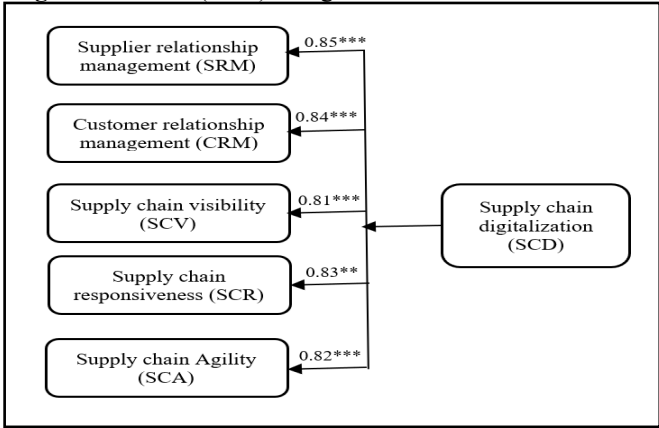 Supplier relationship
management (SRM)
0.85***
Customer relationship
management (CRM)
0.84***
Supply chain visibility
(SCV)
0.81***
Supply chain
digitalization
(SCD)
Supply chain
responsiveness (SCR)
0.83**
Supply chain Agility
(SCA)
0.82***